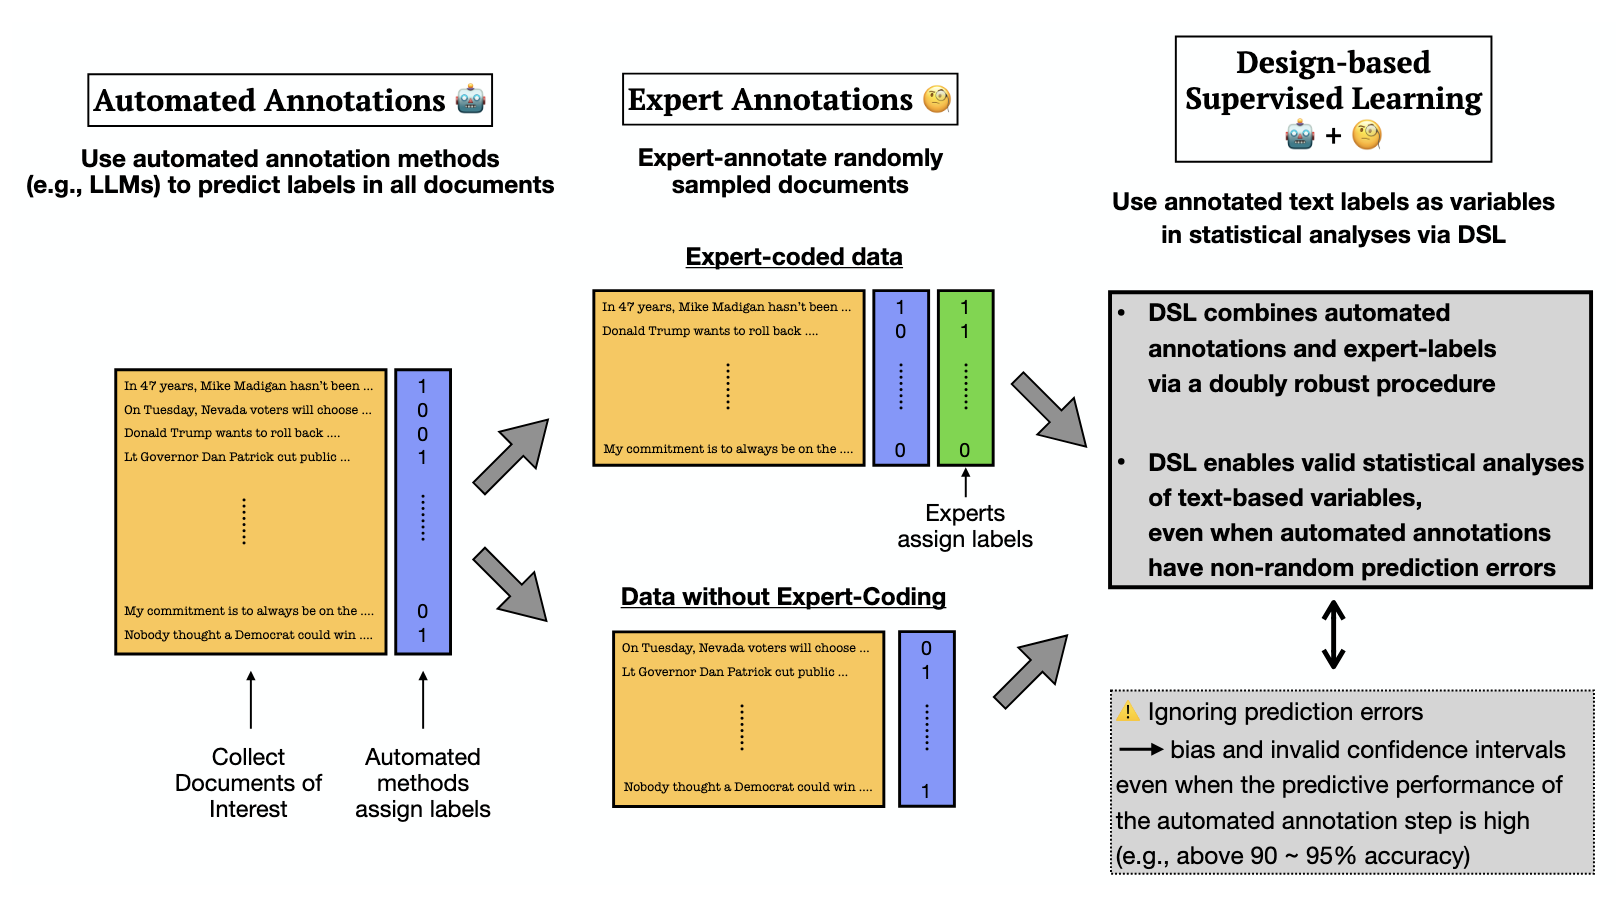 Automated Annotations 🤖
Use automated annotation methods
(e.g., LLMs) to predict labels in all documents
In 47 years, Mike Madigan hasn't been ... 1
On Tuesday, Nevada voters will choose ... 0
Donald Trump wants to roll back .... 0
Lt Governor Dan Patrick cut public ... 1
My commitment is to always be on the .... 0
Nobody thought a Democrat could win .... 1
Collect
Documents of
Interest
Automated
methods
assign labels
Expert Annotations 🧐
Expert-annotate randomly
sampled documents
Expert-coded data
In 47 years, Mike Madigan hasn't been ... 1 1
Donald Trump wants to roll back .... 0 1
My commitment is to always be on the .... 0 0
Experts
assign labels
Data without Expert-Coding
On Tuesday, Nevada voters will choose ... 0
Lt Governor Dan Patrick cut public ... 1
Nobody thought a Democrat could win .... 1
Design-based
Supervised Learning
🤖 + 🧐
Use annotated text labels as variables
in statistical analyses via DSL
• DSL combines automated
annotations and expert-labels
via a doubly robust procedure
• DSL enables valid statistical analyses
of text-based variables,
even when automated annotations
have non-random prediction errors
⚠️ Ignoring prediction errors
→ bias and invalid confidence intervals
even when the predictive performance of
the automated annotation step is high
(e.g., above 90 ~ 95% accuracy)